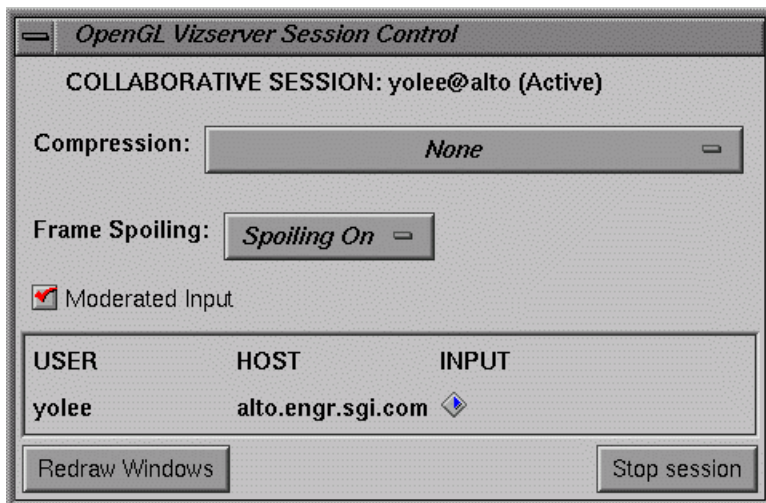 OpenGL Vizserver Session Control
COLLABORATIVE SESSION: yolee@alto (Active)
Compression: None
Frame Spoiling: Spoiling On
Moderated Input
USER HOST INPUT
yolee alto.engr.sgi.com
Redraw Windows Stop session